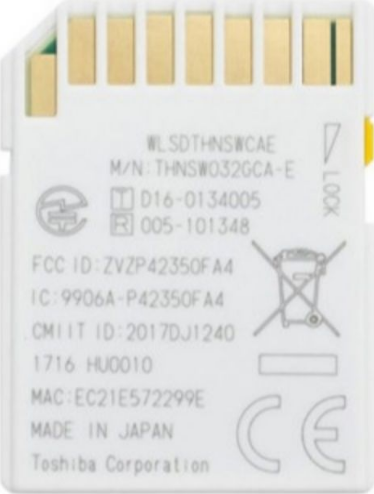 WLSDTHNSWCAE
M/N:THNSW032GCA-E
T D16-0134005
R 005-101348
LOCK
FCC ID:ZVZP42350FA4
IC:9906A-P42350FA4
CMIIT ID:2017DJ1240
1716 HU0010
MAC:EC21E572299E
MADE IN JAPAN
CE
Toshiba Corporation